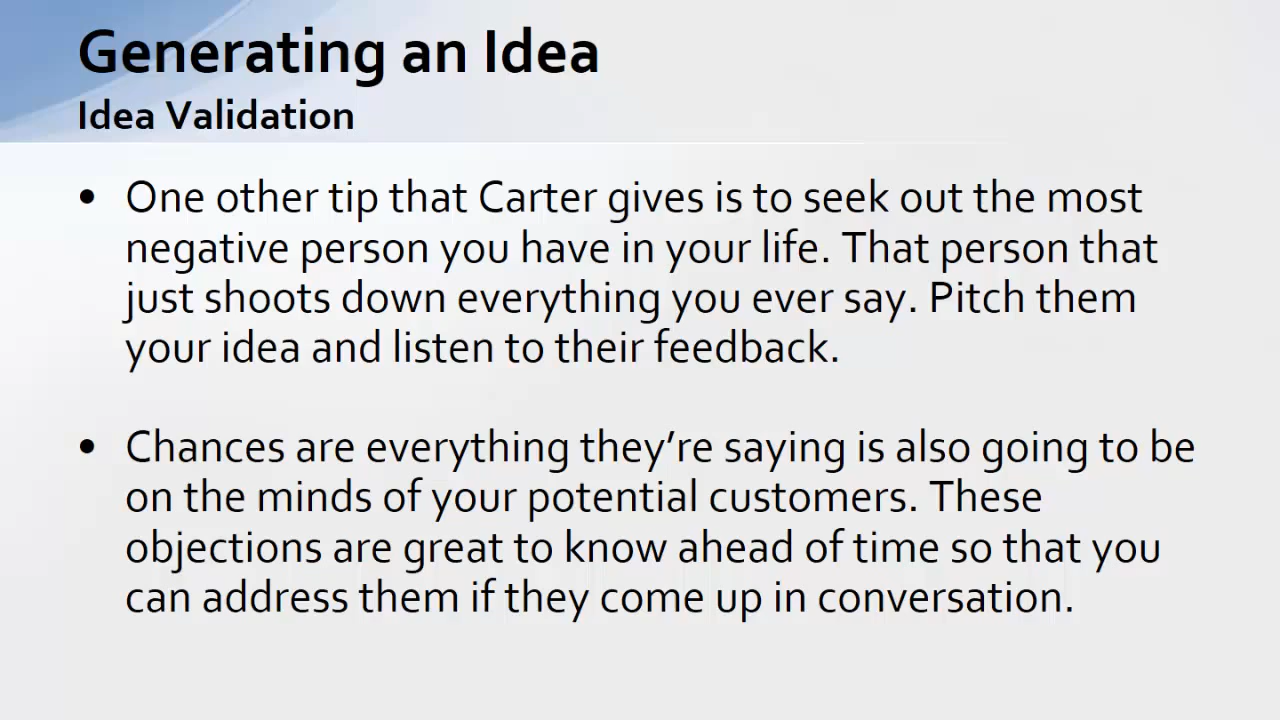 Generating an Idea
Idea Validation
• One other tip that Carter gives is to seek out the most
negative person you have in your life. That person that
just shoots down everything you ever say. Pitch them
your idea and listen to their feedback.
• Chances are everything they’re saying is also going to be
on the minds of your potential customers. These
objections are great to know ahead of time so that you
can address them if they come up in conversation.